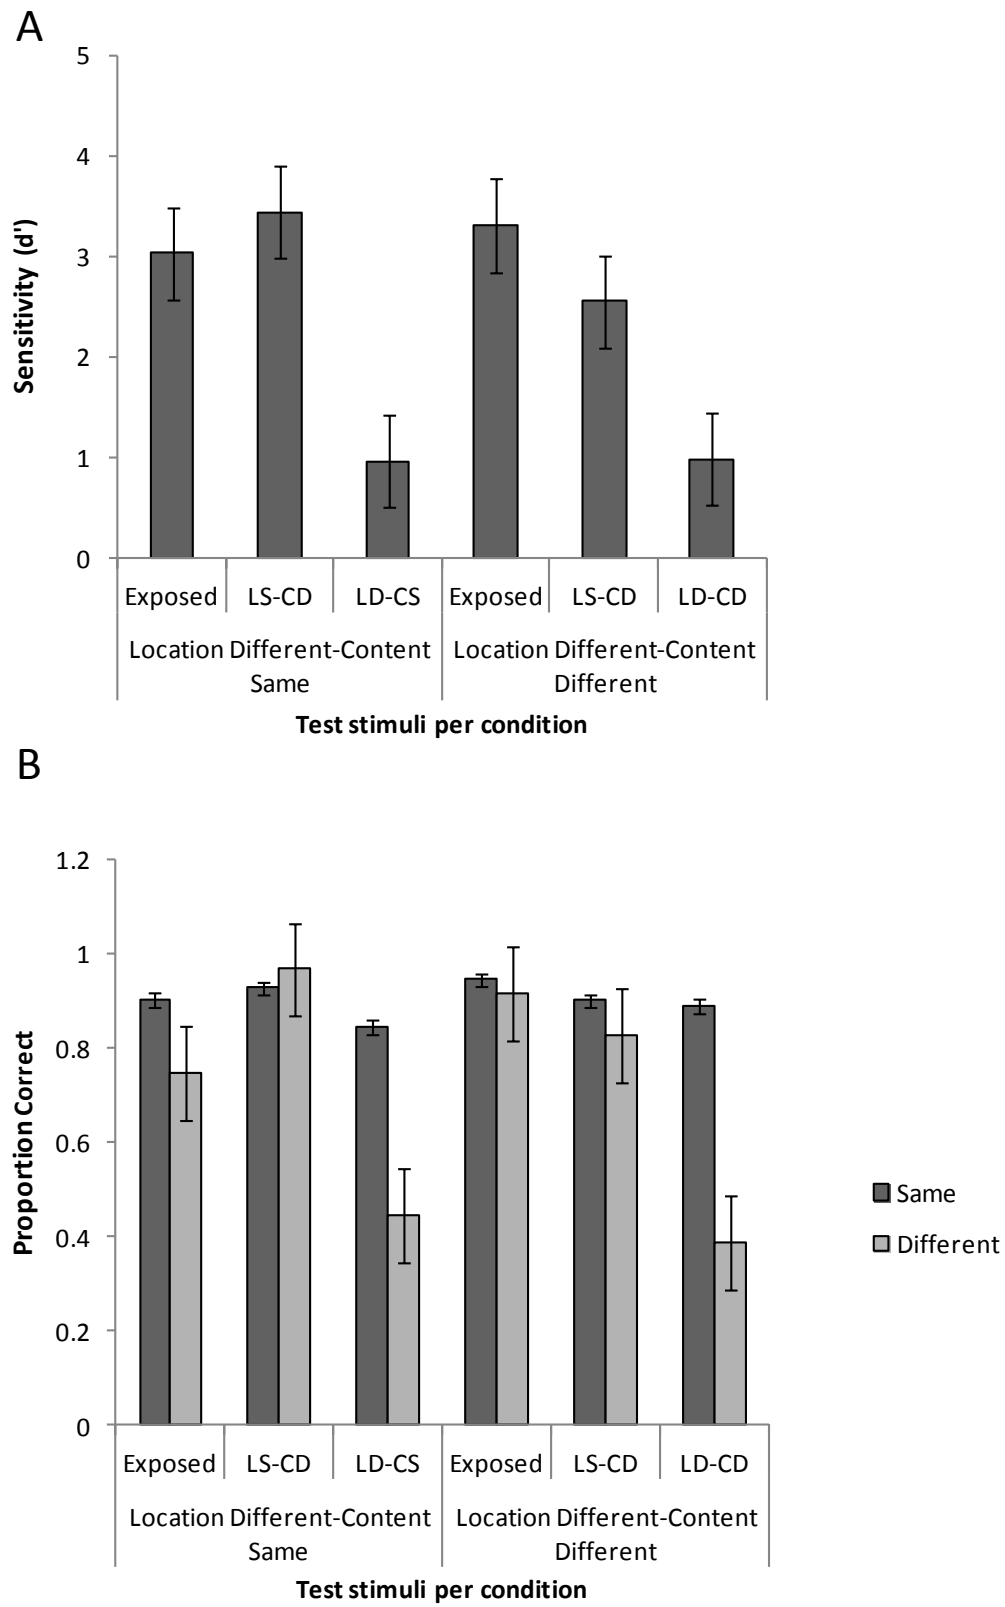 A
5
4
3
2
1
0
Sensitivity (d')
Exposed LS-CD LD-CS Exposed LS-CD LD-CD
Location Different-Content Location Different-Content
Same Different
Test stimuli per condition
B
1.2
1
0.8
0.6
0.4
0.2
0
Proportion Correct
Same
Different
Exposed LS-CD LD-CS Exposed LS-CD LD-CD
Location Different-Content Location Different-Content
Same Different
Test stimuli per condition